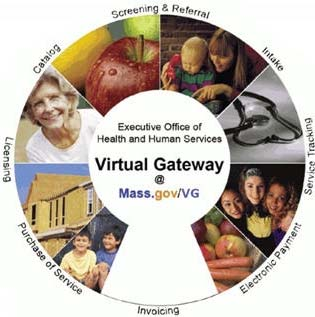 Screening & Referral
Intake
Service Tracking
Electronic Payment
Invoicing
Purchase of Service
Licensing
Catalog
Executive Office of
Health and Human Services
Virtual Gateway
@
Mass.gov/VG